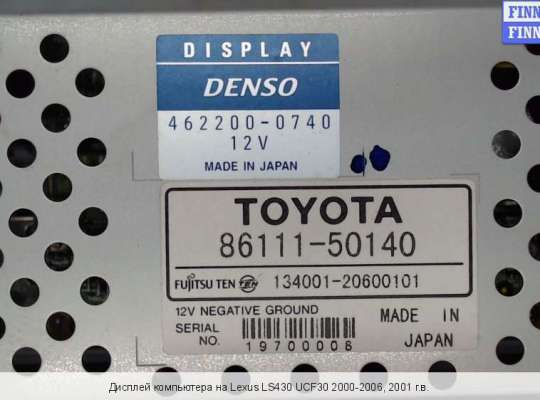 FINN
FINN
DISPLAY
DENSO
462200-0740
12V
MADE IN JAPAN
TOYOTA
86111-50140
FUJITSU TEN TEN 134001-20600101
12V NEGATIVE GROUND
SERIAL NO. 19700006
MADE IN JAPAN
Дисплей компьютера на Lexus LS430 UCF30 2000-2006, 2001 г.в.